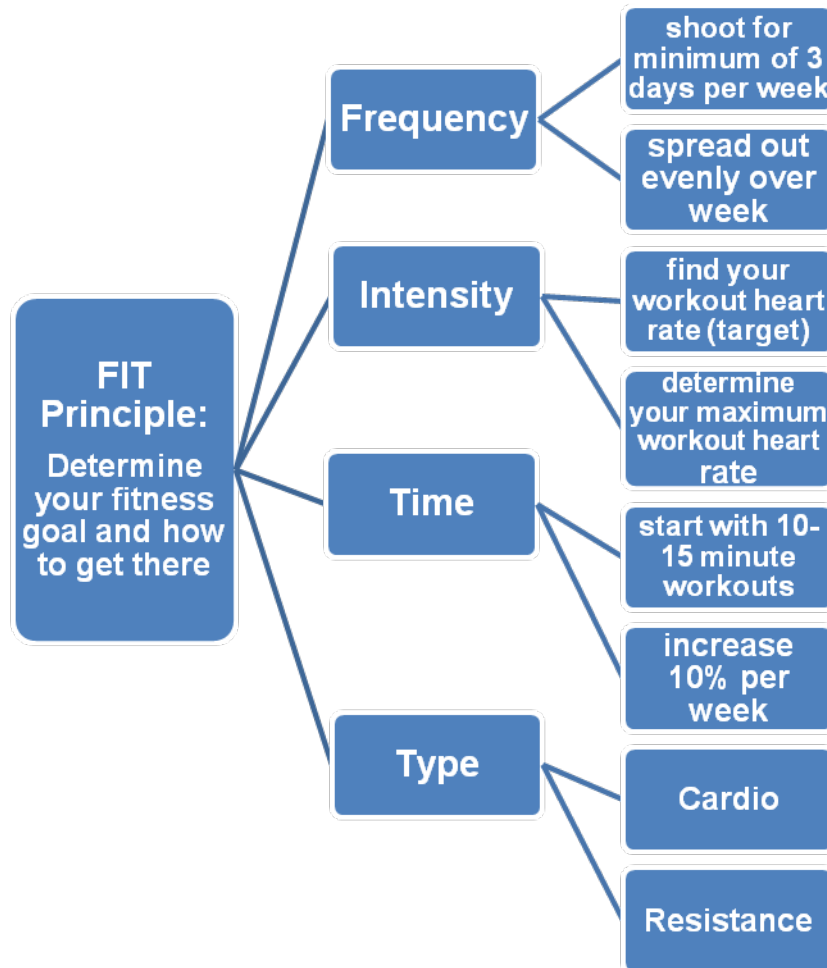 FIT
Principle:
Determine
your fitness
goal and how
to get there
Frequency
shoot for
minimum of 3
days per week
spread out
evenly over
week
Intensity
find your
workout heart
rate (target)
determine
your maximum
workout heart
rate
Time
start with 10-
15 minute
workouts
increase
10% per
week
Type
Cardio
Resistance